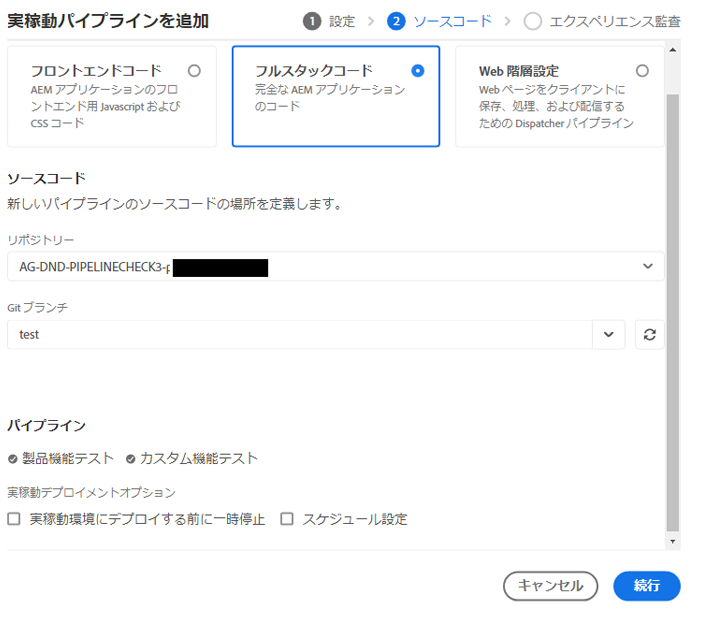 実稼動パイプラインを追加
1 設定 > 2 ソースコード > エクスペリエンス監査
フロントエンドコード
AEM アプリケーションのフロ
ントエンド用 Javascript および
CSS コード
フルスタックコード
完全な AEM アプリケーション
のコード
Web 階層設定
Web ページをクライアントに
保存、処理、および配信する
ための Dispatcher パイプライン
ソースコード
新しいパイプラインのソースコードの場所を定義します。
リポジトリー
AG-DND-PIPELINECHECK3-p
Git ブランチ
test
パイプライン
製品機能テスト カスタム機能テスト
実稼動デプロイメントオプション
実稼動環境にデプロイする前に一時停止 スケジュール設定
キャンセル 続行